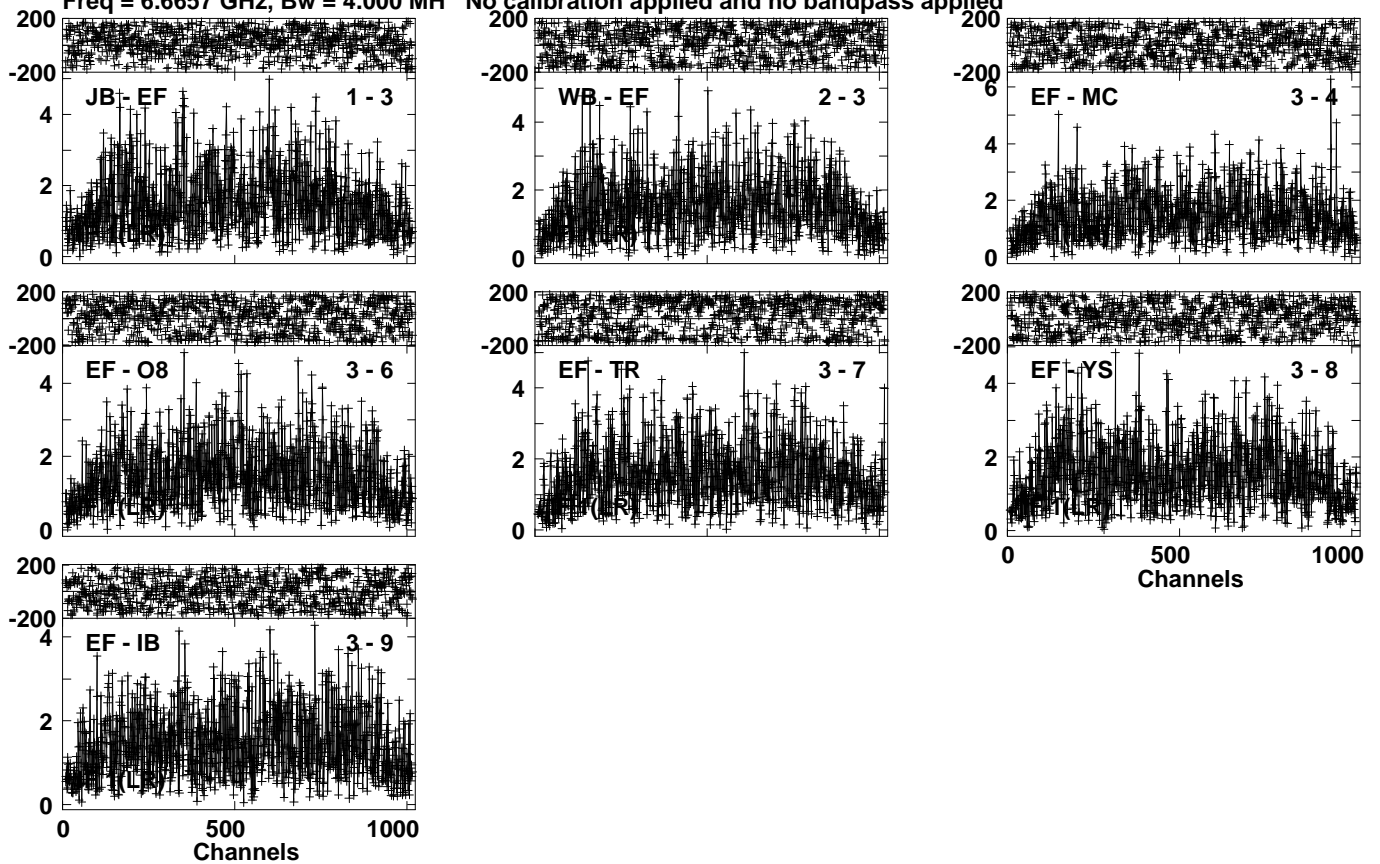 Freq = 6.6657 GHz, Bw = 4.000 MH No calibration applied and no bandpass applied
200
-200
JB - EF 1 - 3
4
2
0
200
-200
WB - EF 2 - 3
4
2
0
200
-200
6
EF - MC 3 - 4
4
2
0
200
-200
EF - O8 3 - 6
4
2
(LR)
0
200
-200
EF - TR 3 - 7
4
2
(LR)
0
200
-200
EF - YS 3 - 8
4
2
(LR)
0
0 500 1000
Channels
200
-200
EF - IB 3 - 9
4
2
(LR)
0
0 500 1000
Channels